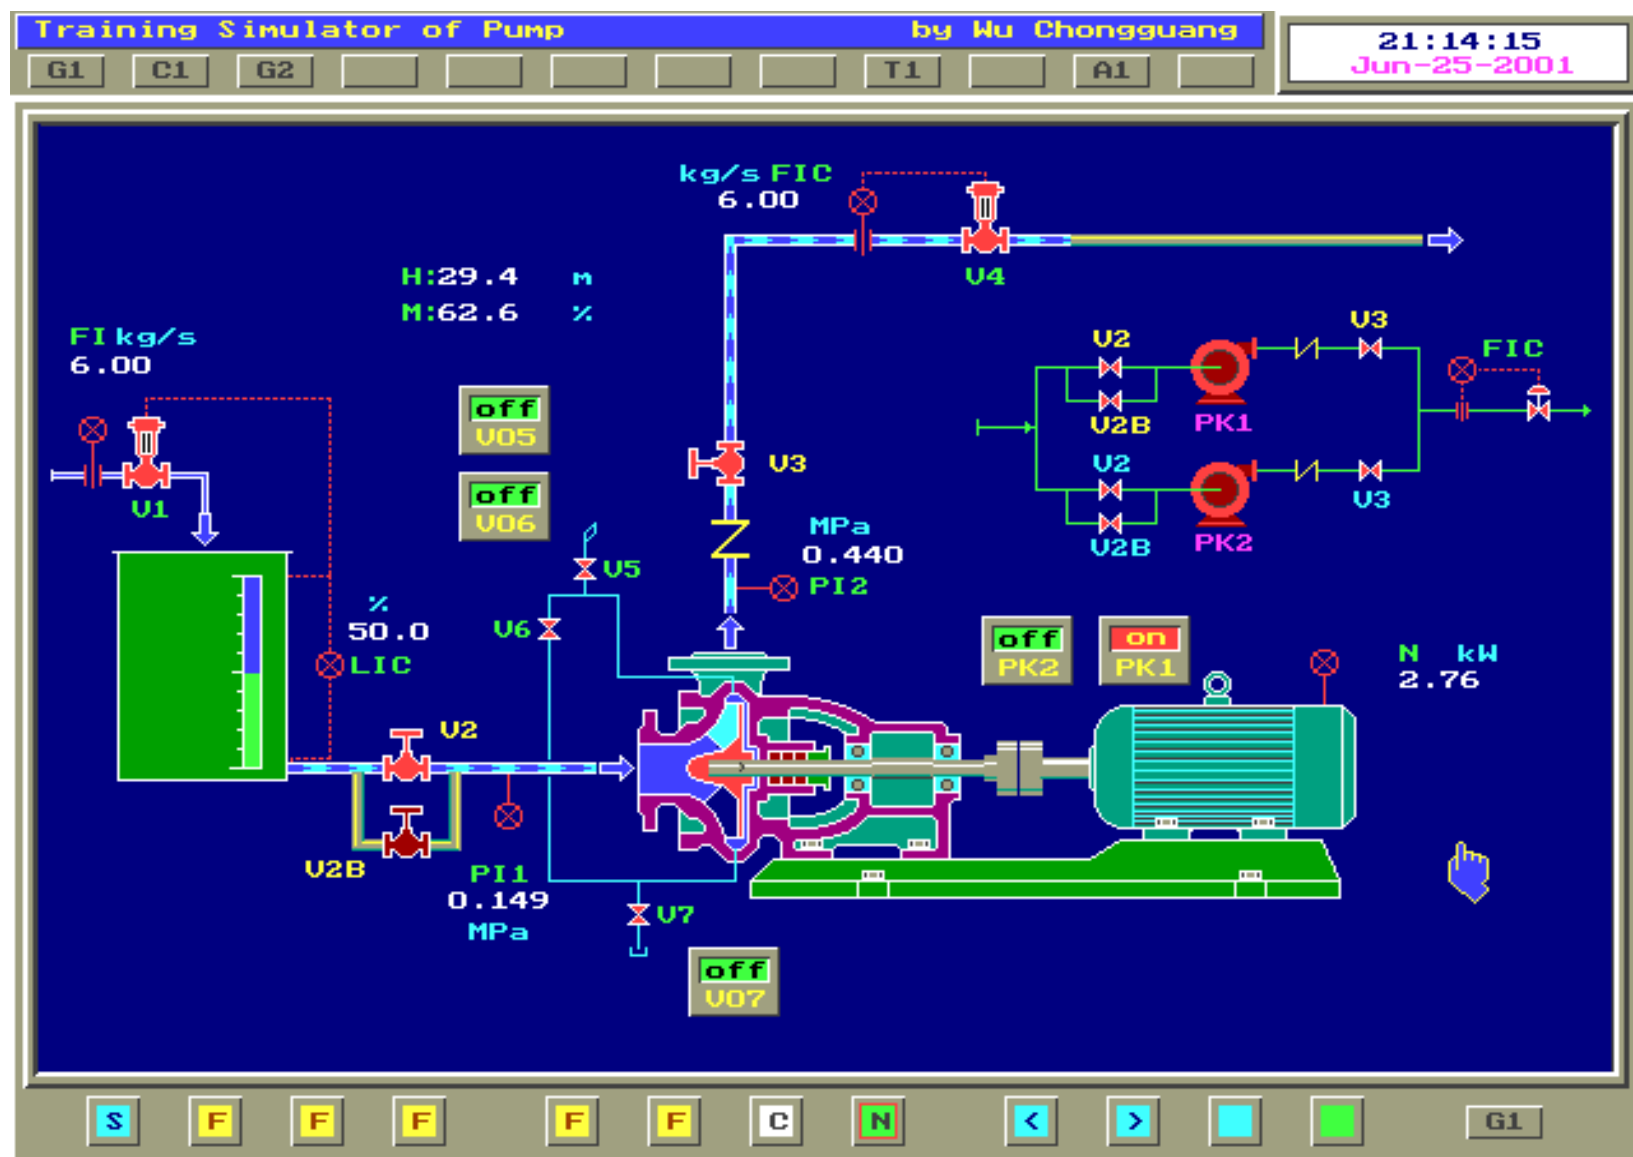 Training Simulator of Pump by Wu Chongguang
21:14:15
Jun-25-2001
G1 C1 G2 T1 A1
kg/s FIC
6.00
V4
H:29.4 m
M:62.6 %
FI kg/s
6.00
V1
off
VO5
off
VO6
V3
MPa
0.440
PI2
V5
V6
%
50.0
LIC
V2
V2B
PI1
0.149
MPa
V7
off
VO7
V3
V2
FIC
V2B
PK1
V2
V3
V2B
PK2
off
PK2
on
PK1
N kW
2.76
S F F F F F C N < > G1